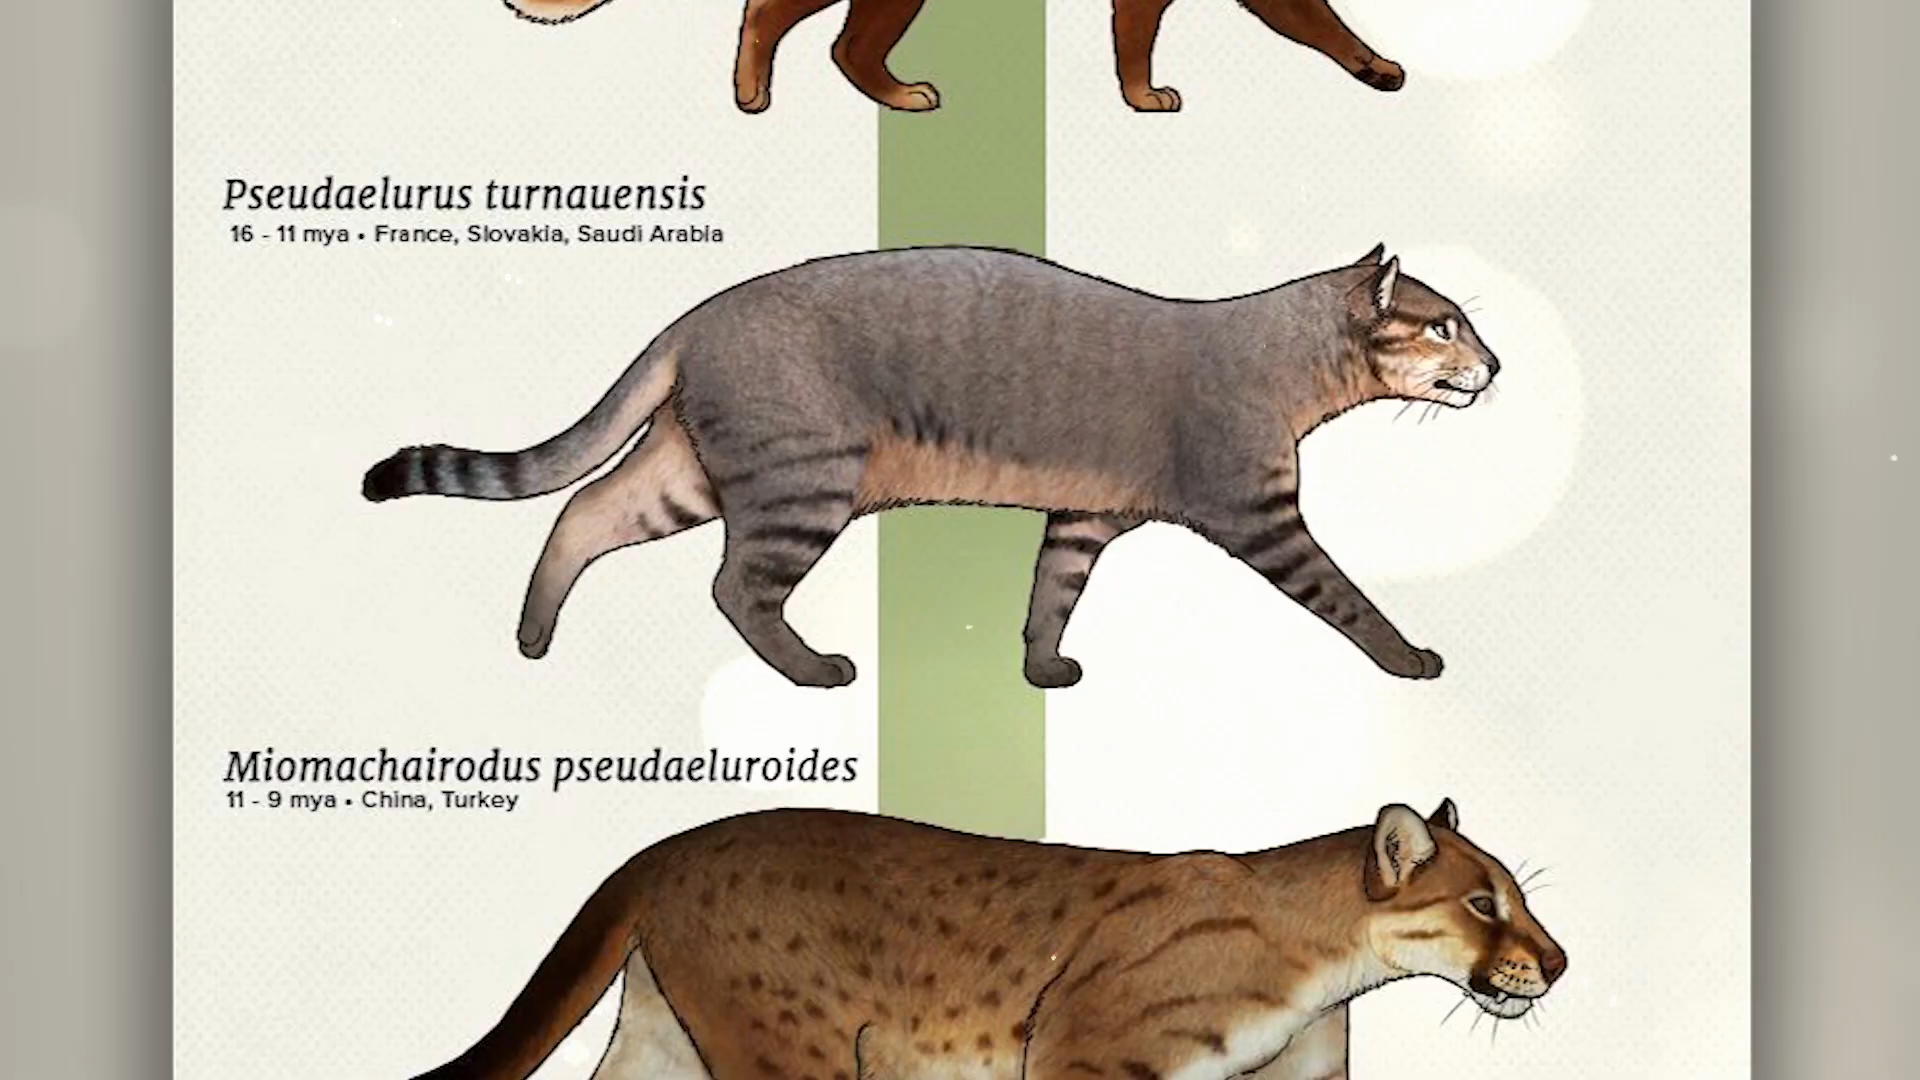 Pseudaelurus turnauensis
16 - 11 mya • France, Slovakia, Saudi Arabia
Miomachairodus pseudaeluroides
11 - 9 mya • China, Turkey